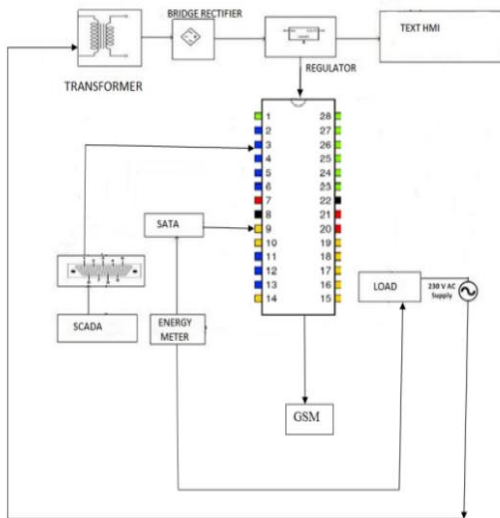 BRIDGE RECTIFIER
TEXT HMI
REGULATOR
TRANSFORMER
1 28
2 27
3 26
4 25
5 24
6 23
7 22
8 21
9 20
10 19
11 18
12 17
13 16
14 15
SATA
LOAD
230 V AC
Supply
SCADA
ENERGY
METER
GSM